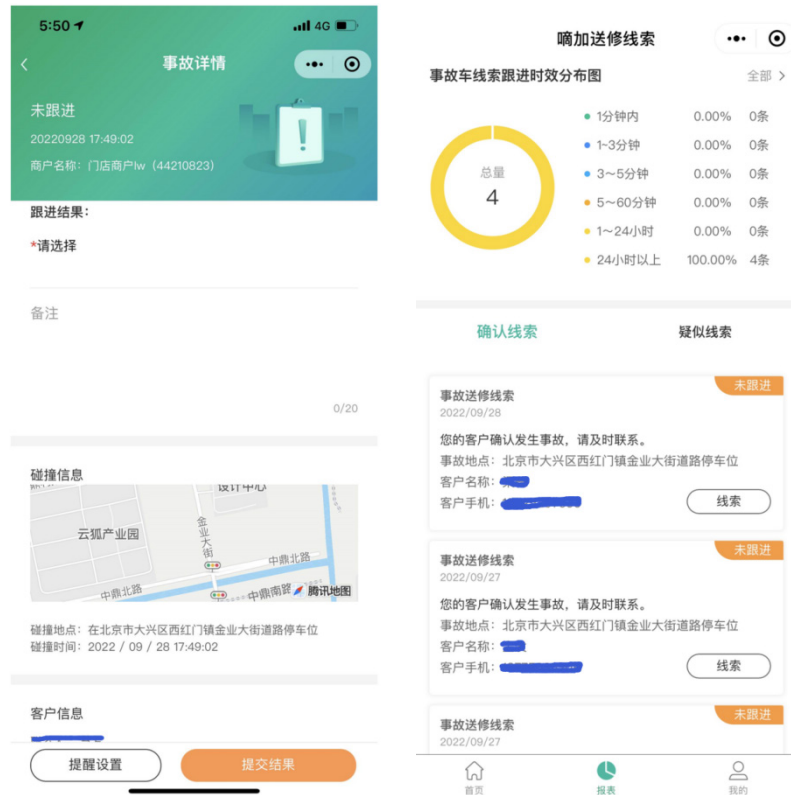 5:50
4G
事故详情
未跟进
20220928 17:49:02
商户名称：门店商户lw（44210823）
跟进结果：
*请选择
备注
0/20
碰撞信息
设计中心
云狐产业园
金业大街
中鼎北路
中鼎北路
中鼎南路
腾讯地图
碰撞地点：在北京市大兴区西红门镇金业大街道路停车位
碰撞时间：2022 / 09 / 28 17:49:02
客户信息
提醒设置
提交结果
嘀加送修线索
事故车线索跟进时效分布图
全部
总量
4
1分钟内 0.00% 0条
1~3分钟 0.00% 0条
3～5分钟 0.00% 0条
5～60分钟 0.00% 0条
1～24小时 0.00% 0条
24小时以上 100.00% 4条
确认线索
疑似线索
未跟进
事故送修线索
2022/09/28
您的客户确认发生事故，请及时联系。
事故地点：北京市大兴区西红门镇金业大街道路停车位
客户名称：
客户手机：
线索
未跟进
事故送修线索
2022/09/27
您的客户确认发生事故，请及时联系。
事故地点：北京市大兴区西红门镇金业大街道路停车位
客户名称：
客户手机：
线索
未跟进
事故送修线索
2022/09/27
首页
报表
我的